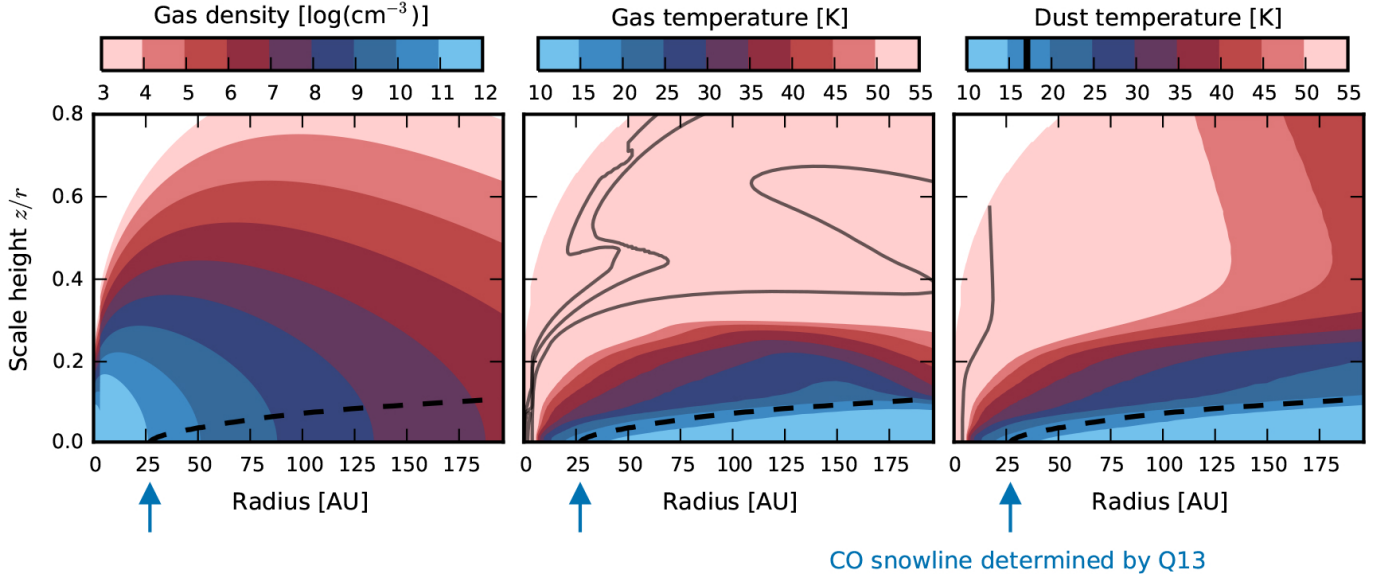 Gas density [log(cm⁻³)] Gas temperature [K] Dust temperature [K]
3 4 5 6 7 8 9 10 11 12 10 15 20 25 30 35 40 45 50 55 10 15 20 25 30 35 40 45 50 55
Scale height z/r
0.8
0.6
0.4
0.2
0.0
0 25 50 75 100 125 150 175 0 25 50 75 100 125 150 175 0 25 50 75 100 125 150 175
Radius [AU] Radius [AU] Radius [AU]
CO snowline determined by Q13